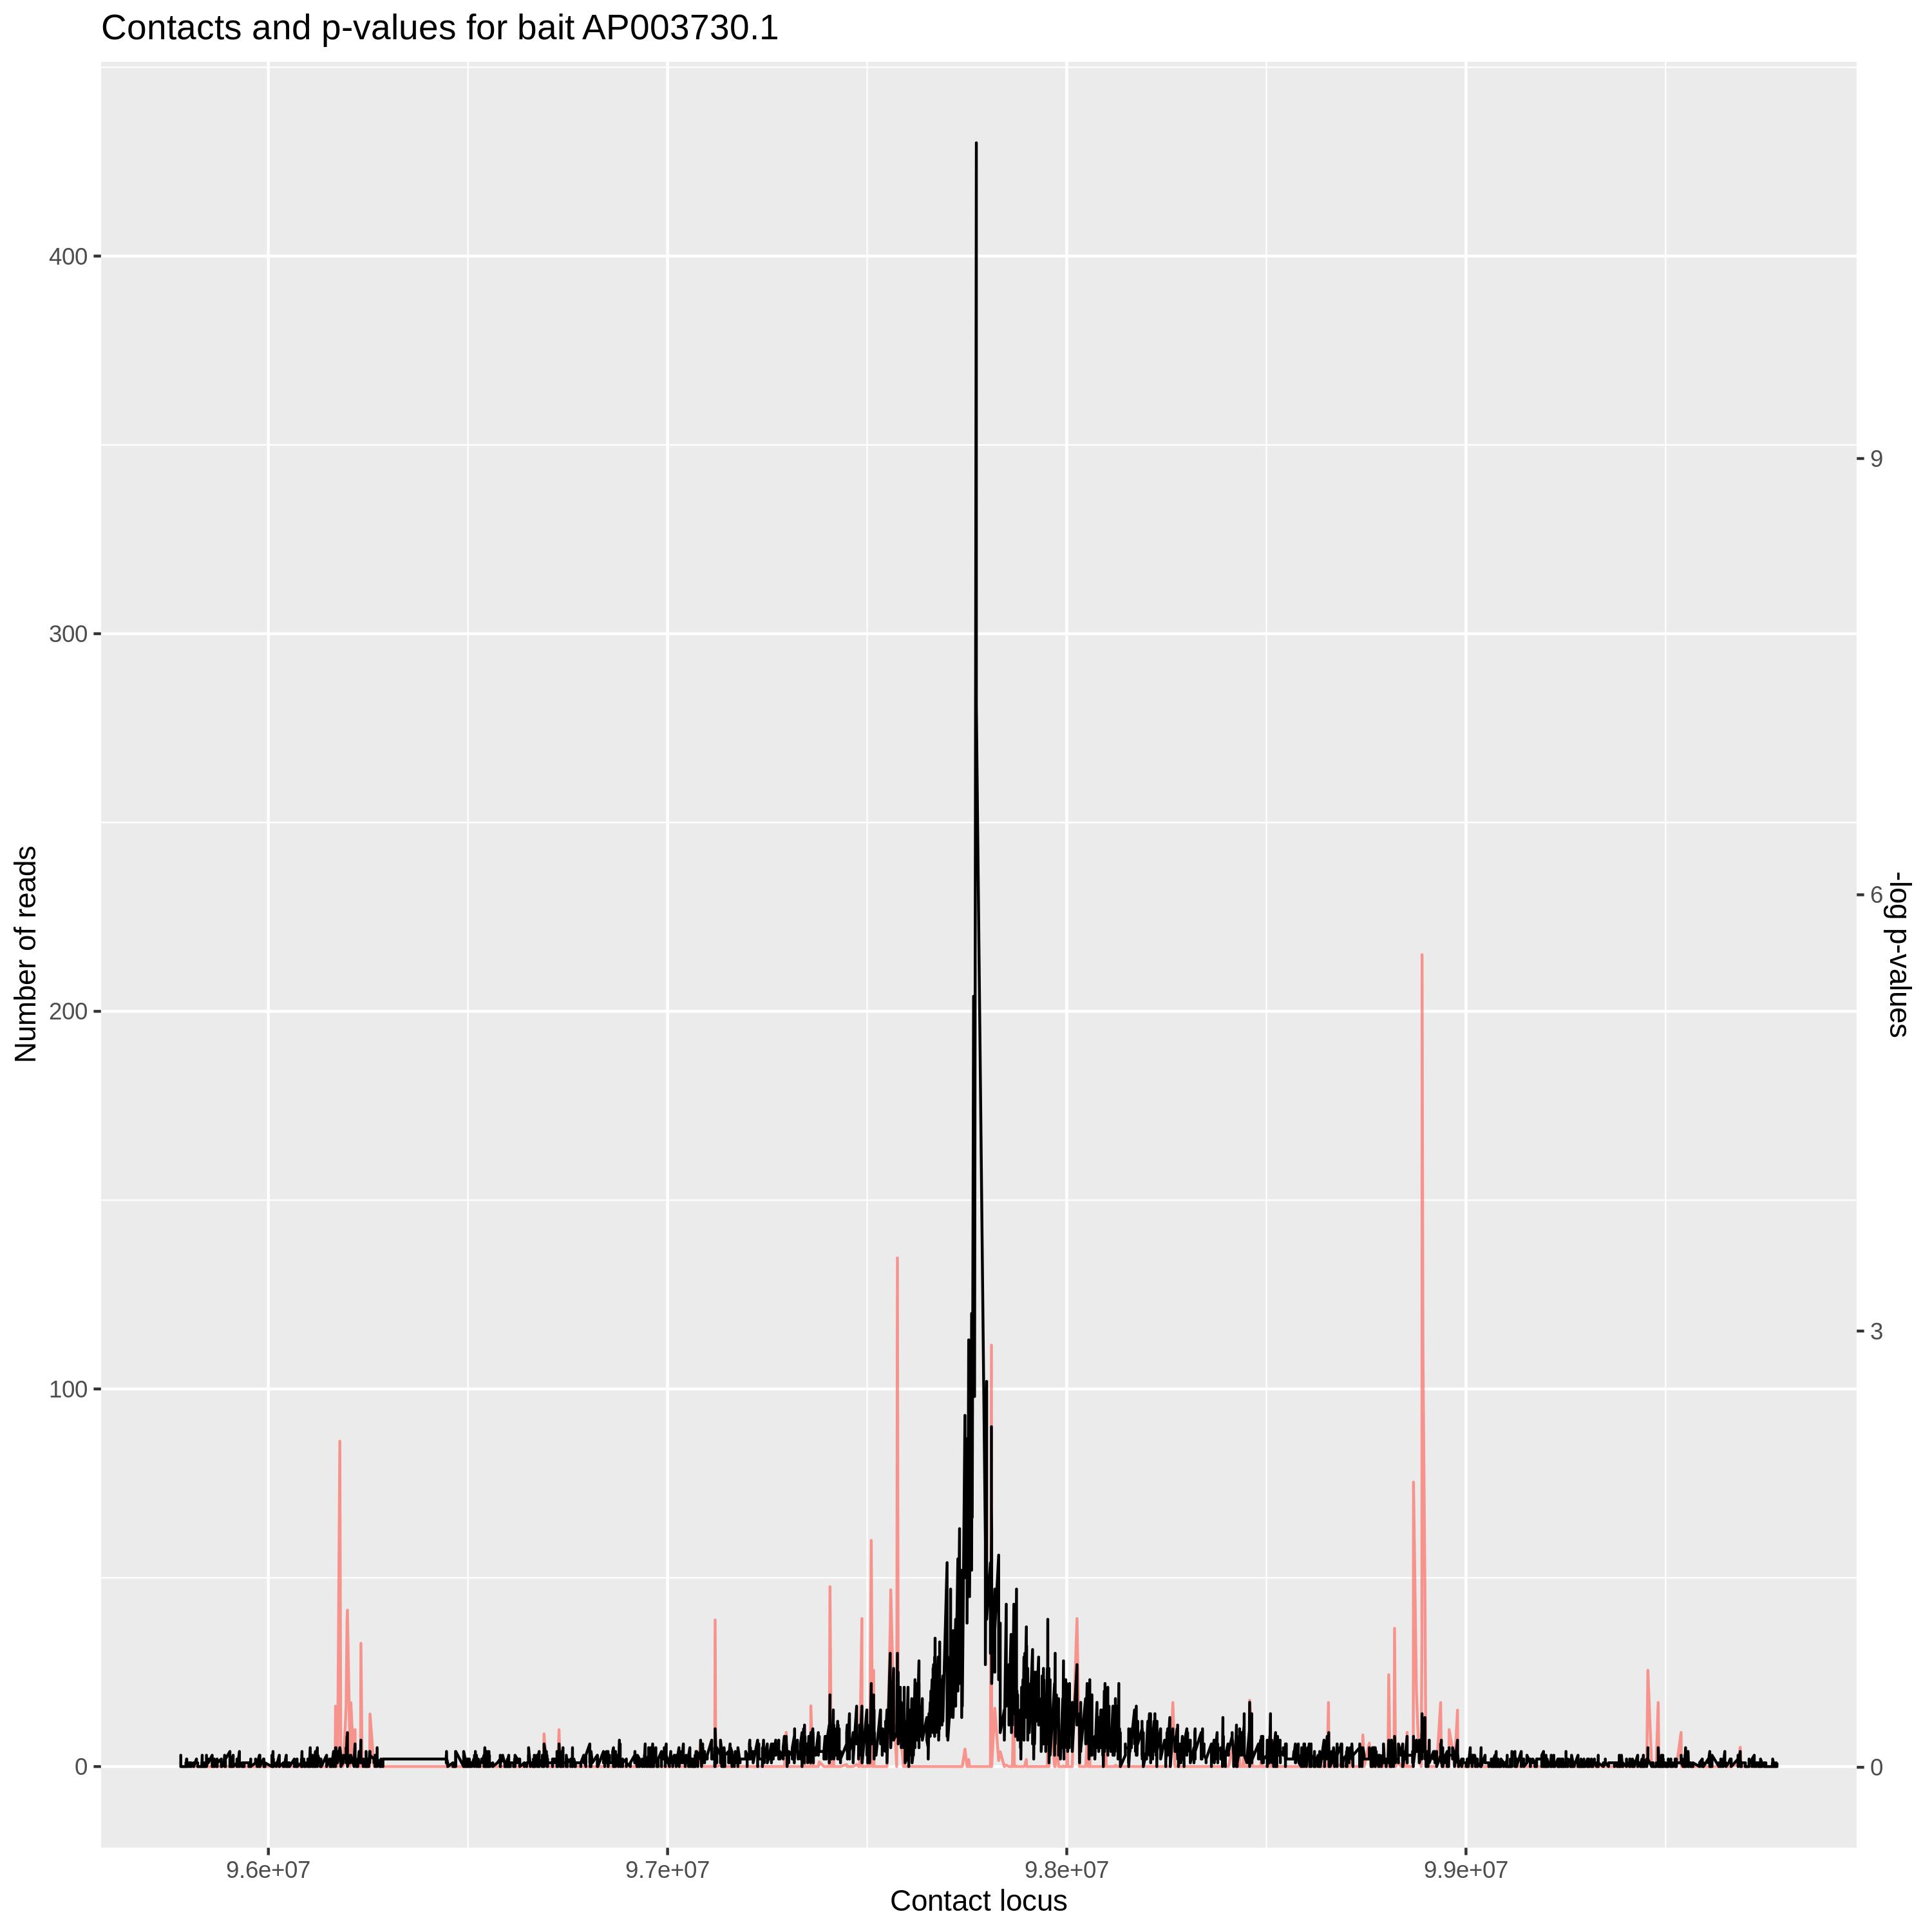 Contacts and p-values for bait AP003730.1
Number of reads
400
300
200
100
0
9
6
3
0
-log p-values
9.6e+07
9.7e+07
9.8e+07
9.9e+07
Contact locus